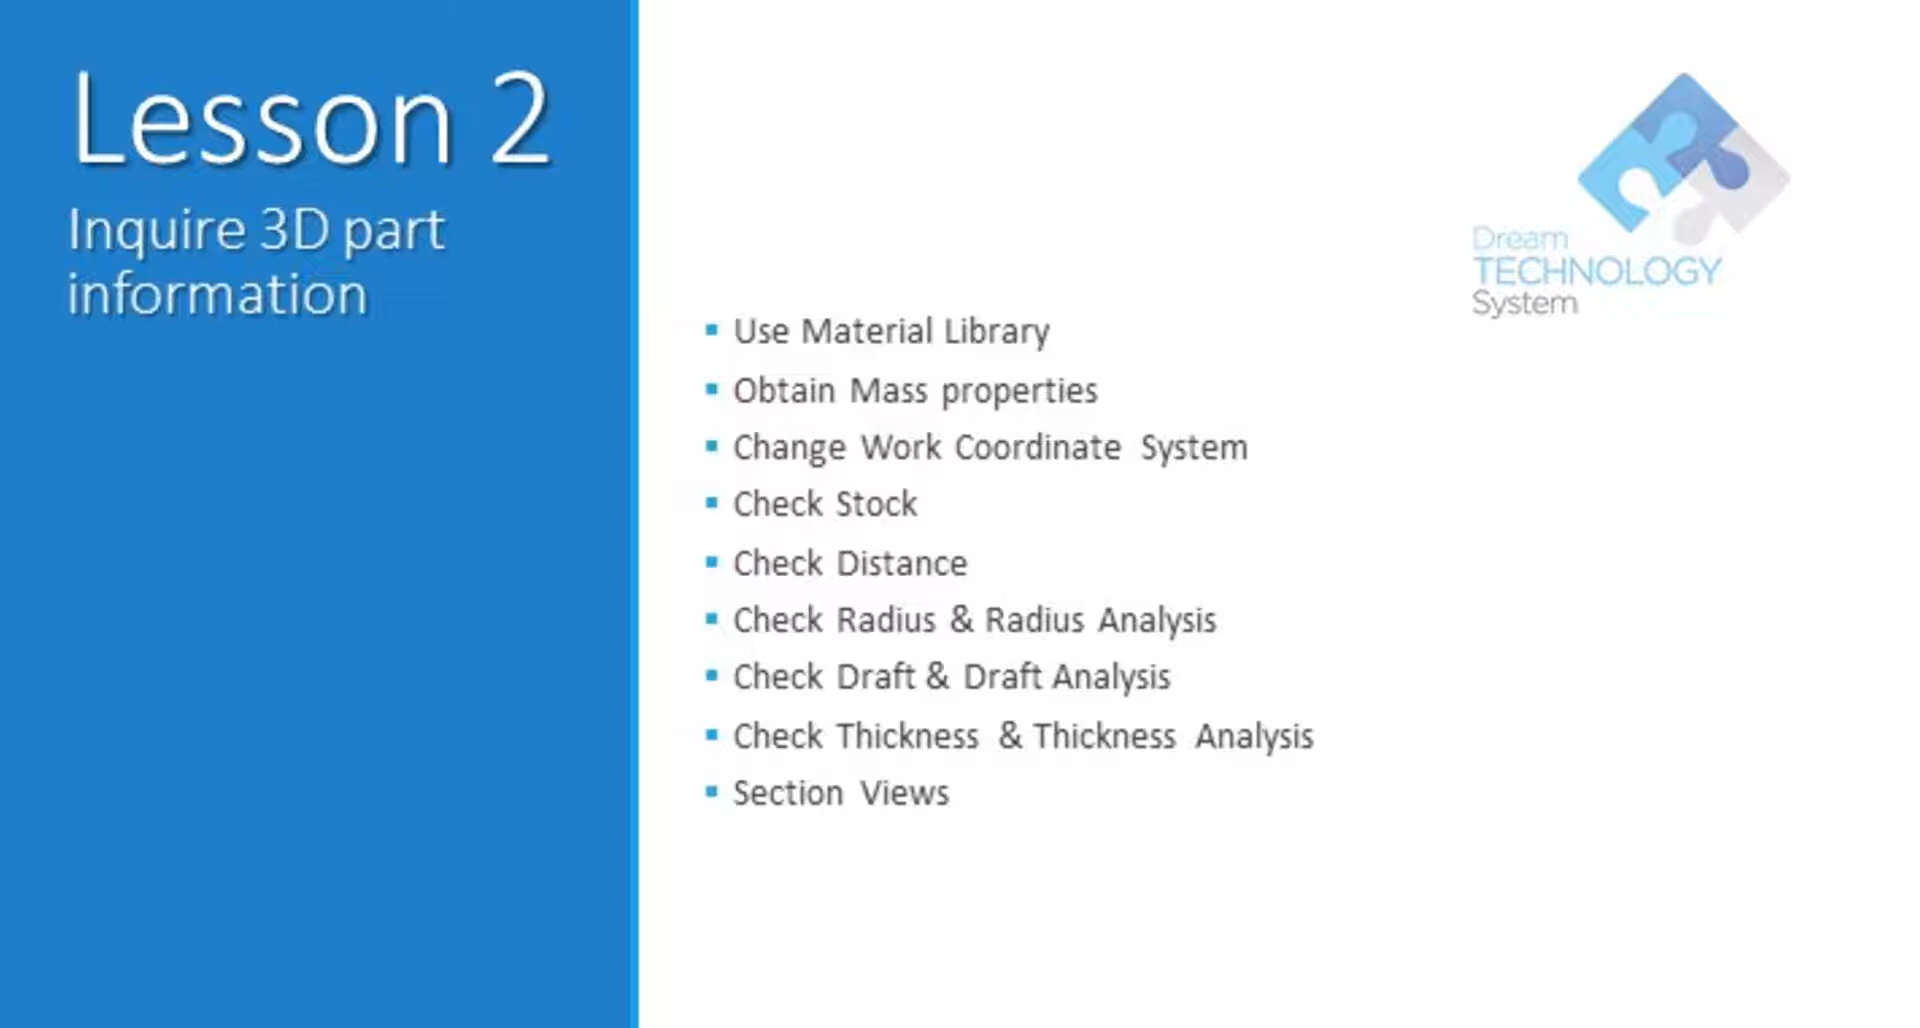 Lesson 2
Inquire 3D part
information
Dream
TECHNOLOGY
System
Use Material Library
Obtain Mass properties
Change Work Coordinate System
Check Stock
Check Distance
Check Radius & Radius Analysis
Check Draft & Draft Analysis
Check Thickness & Thickness Analysis
Section Views